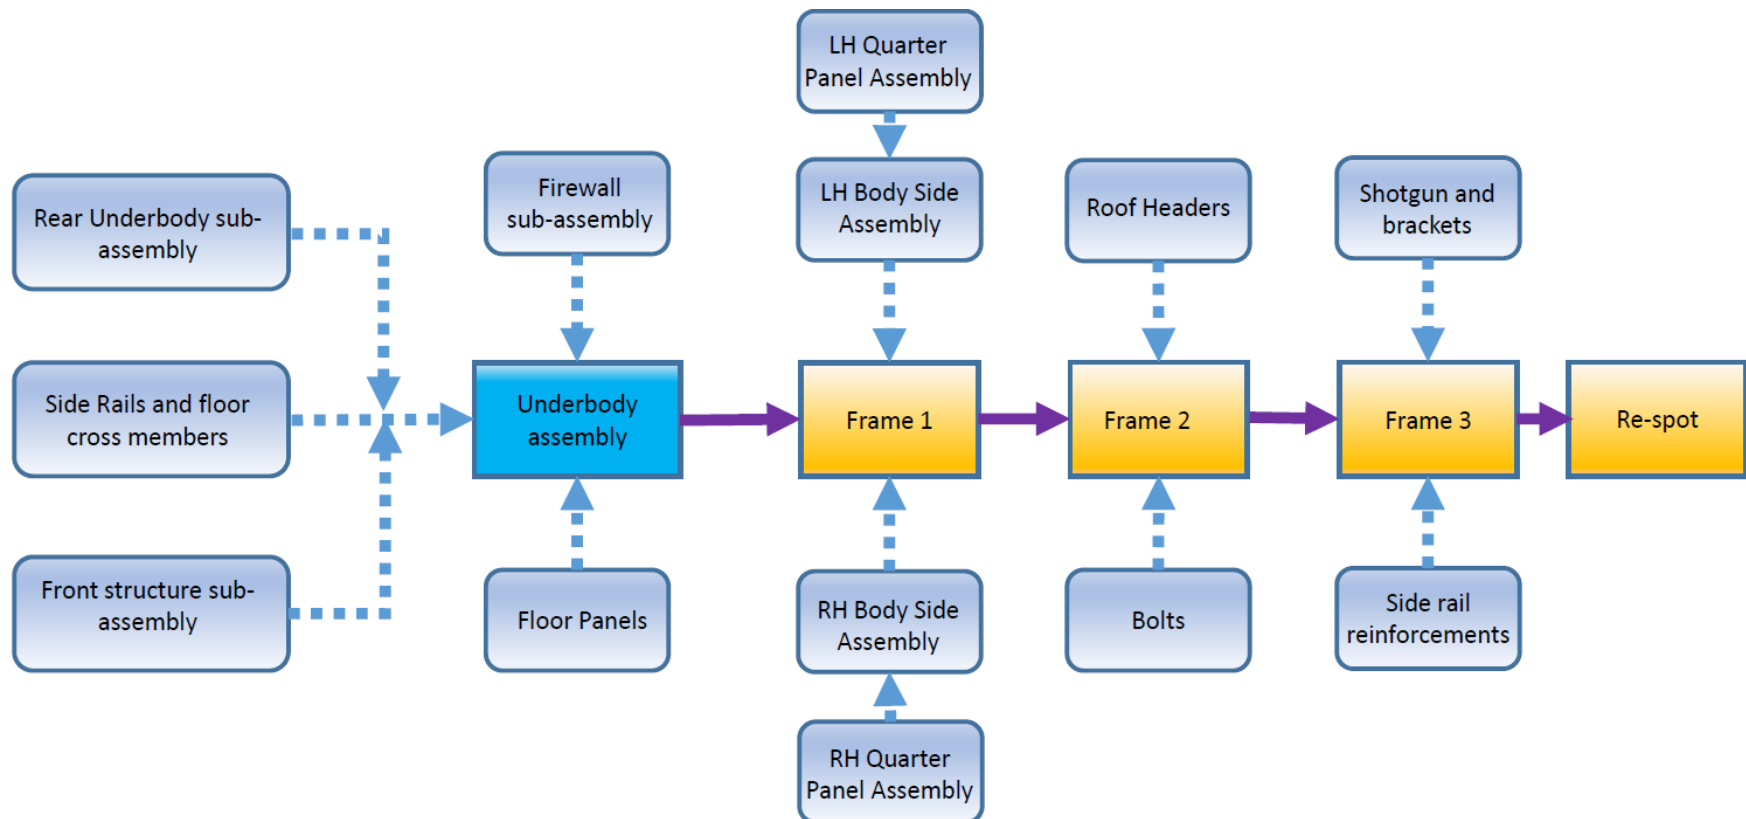 LH Quarter
Panel Assembly
Rear Underbody sub-
assembly
Firewall
sub-assembly
LH Body Side
Assembly
Roof Headers
Shotgun and
brackets
Side Rails and floor
cross members
Underbody
assembly
Frame 1
Frame 2
Frame 3
Re-spot
Front structure sub-
assembly
Floor Panels
RH Body Side
Assembly
Bolts
Side rail
reinforcements
RH Quarter
Panel Assembly